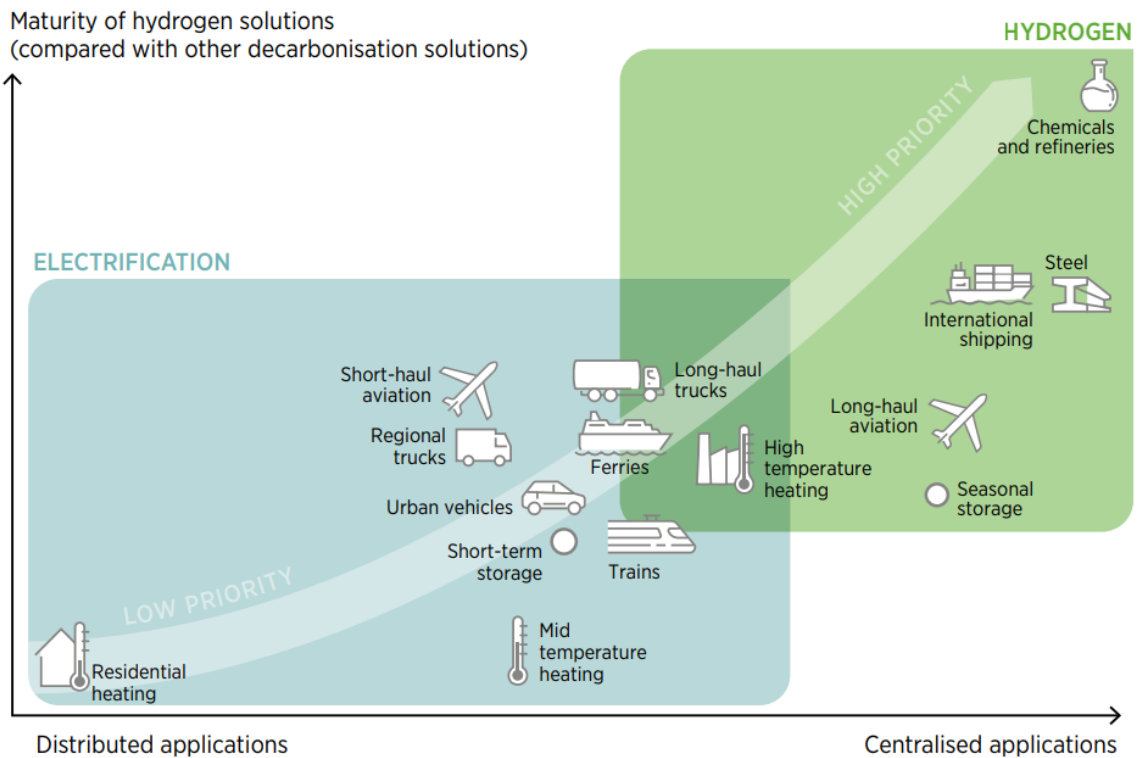 Maturity of hydrogen solutions
(compared with other decarbonisation solutions)
HYDROGEN
Chemicals
and refineries
HIGH PRIORITY
ELECTRIFICATION
Steel
International
shipping
Short-haul
aviation
Long-haul
trucks
Long-haul
aviation
Regional
trucks
Ferries
High
temperature
heating
Urban vehicles
Seasonal
storage
Short-term
storage
Trains
LOW PRIORITY
Mid
temperature
heating
Residential
heating
Distributed applications
Centralised applications